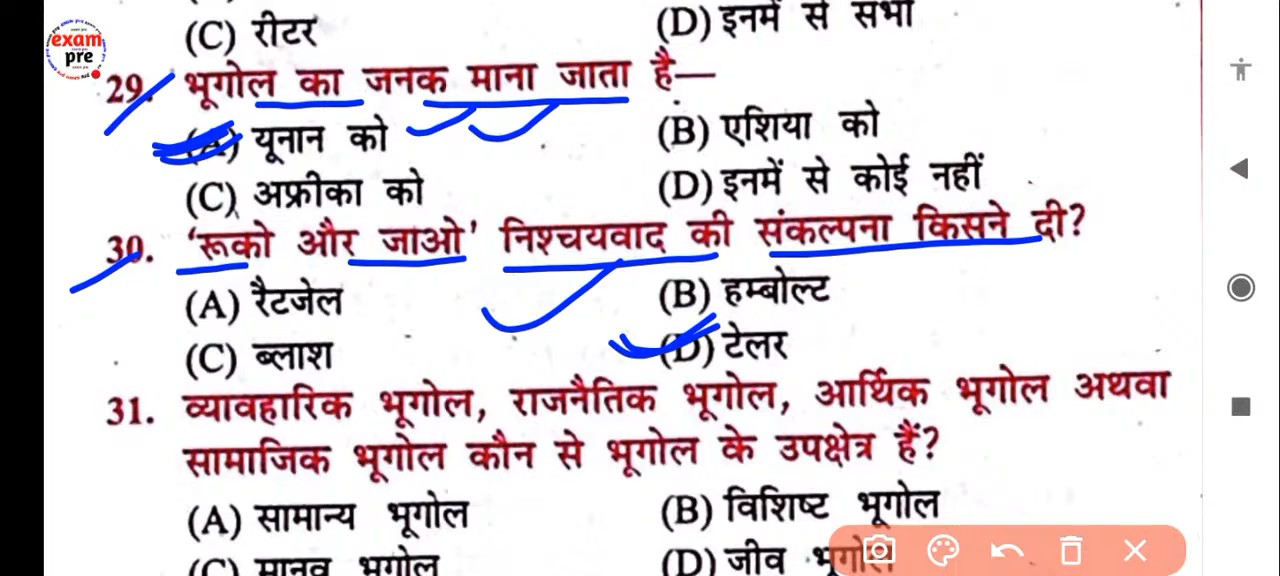 exam
pre
(C) रीटर (D) इनमें से सभी
29. भूगोल का जनक माना जाता है—
(A) यूनान को (B) एशिया को
(C) अफ्रीका को (D) इनमें से कोई नहीं
30. ‘रूको और जाओ’ निश्चयवाद की संकल्पना किसने दी?
(A) रैटजेल (B) हम्बोल्ट
(C) ब्लाश (D) टेलर
31. व्यावहारिक भूगोल, राजनैतिक भूगोल, आर्थिक भूगोल अथवा
सामाजिक भूगोल कौन से भूगोल के उपक्षेत्र हैं?
(A) सामान्य भूगोल (B) विशिष्ट भूगोल
(C) मानव भूगोल (D) जीव भूगोल